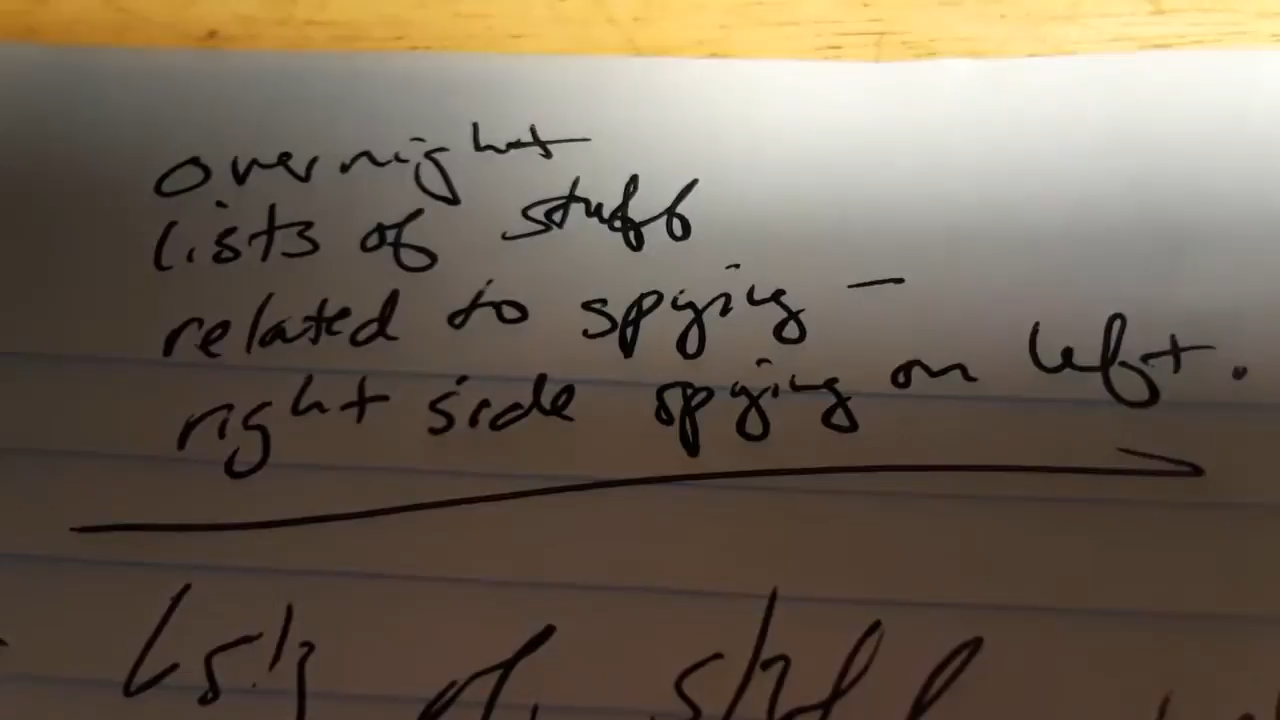 overnight
lists of stuff
related to spying –
right side spying on left.
lists of stuff